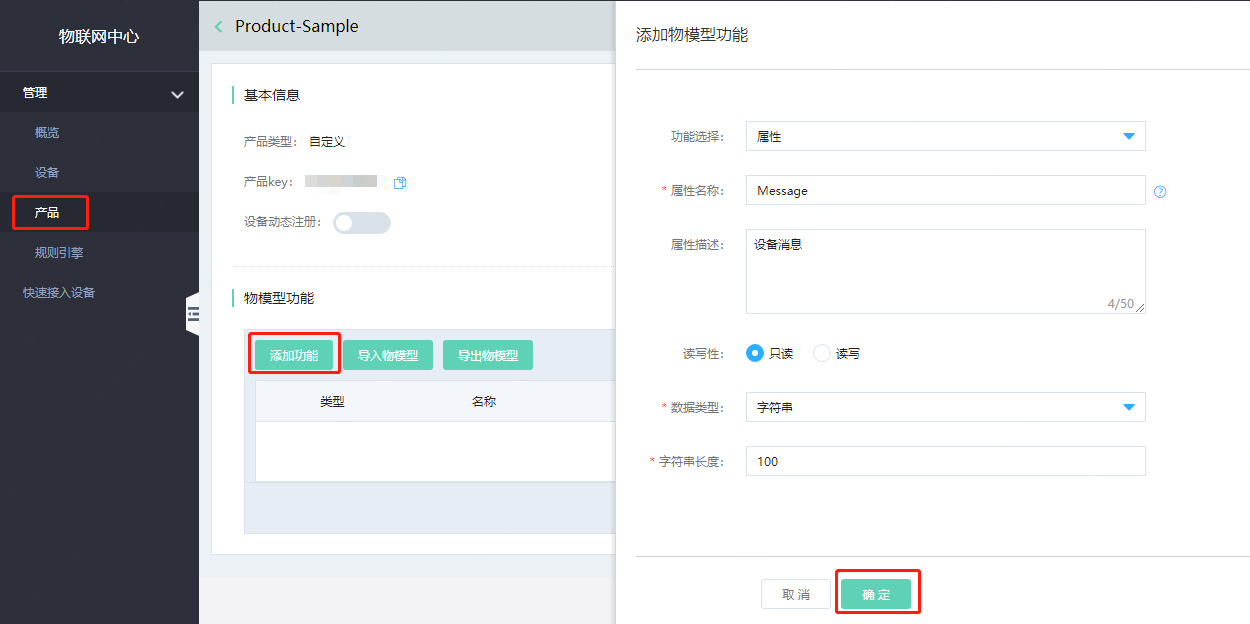 物联网中心
管理
概览
设备
产品
规则引擎
快速接入设备
Product-Sample
基本信息
产品类型： 自定义
产品key：
设备动态注册：
物模型功能
添加功能 导入物模型 导出物模型
类型 名称
添加物模型功能
功能选择： 属性
* 属性名称： Message
属性描述： 设备消息
4/50
读写性： 只读 读写
* 数据类型： 字符串
* 字符串长度： 100
取消 确定